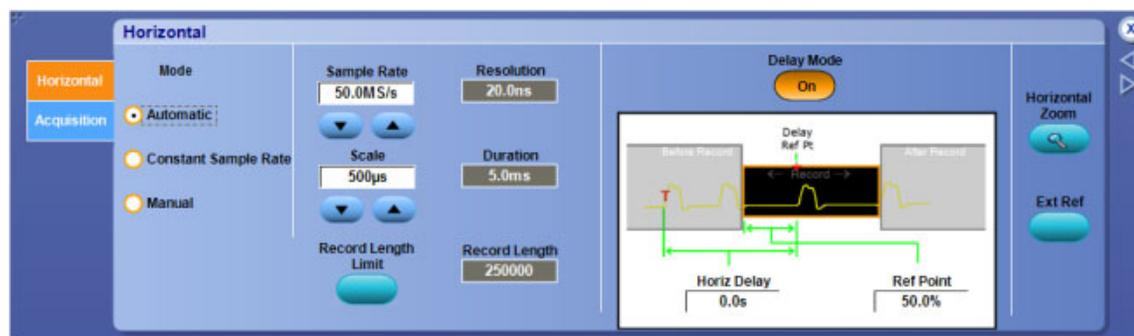 Horizontal
Horizontal
Acquisition
Mode
Automatic
Constant Sample Rate
Manual
Sample Rate
50.0MS/s
Scale
500µs
Record Length
Limit
Resolution
20.0ns
Duration
5.0ms
Record Length
250000
Delay Mode
On
Delay
Ref Pt
Before Record
Record
After Record
T
Horiz Delay
0.0s
Ref Point
50.0%
Horizontal
Zoom
Ext Ref
X